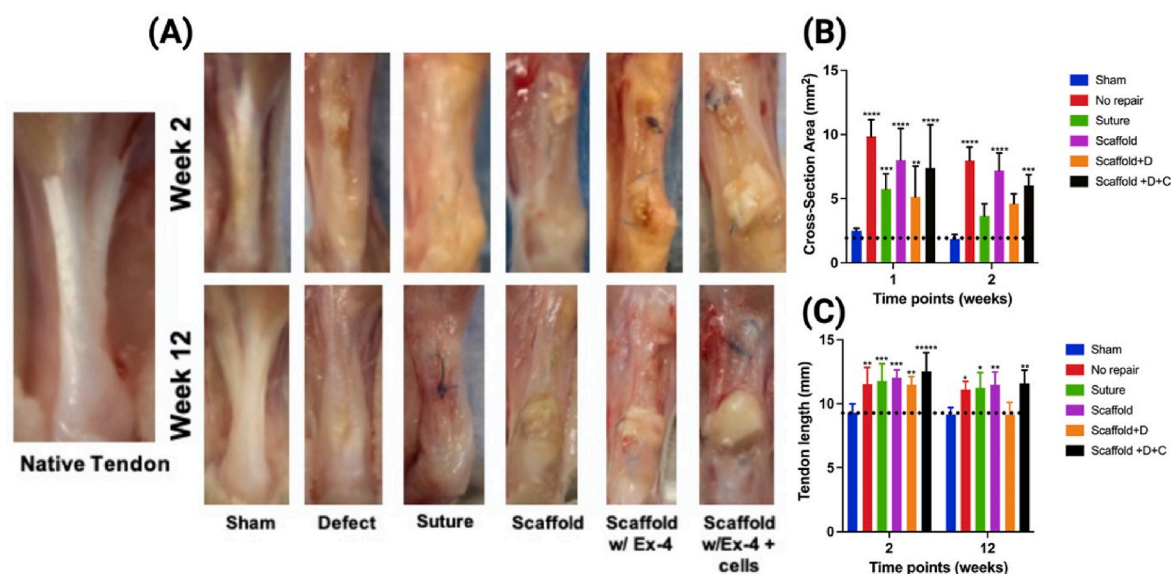 (A)
Week 2
Week 12
Native Tendon
Sham
Defect
Suture
Scaffold
Scaffold
w/ Ex-4
Scaffold
w/Ex-4 +
cells
(B)
15
10
5
0
Cross-Section Area (mm²)
**** *** **** ** ****
**** **** ***
1 2
Time points (weeks)
Sham
No repair
Suture
Scaffold
Scaffold+D
Scaffold +D+C
(C)
15
10
5
0
Tendon length (mm)
** *** *** ** *****
* * ** **
2 12
Time points (weeks)
Sham
No repair
Suture
Scaffold
Scaffold+D
Scaffold +D+C